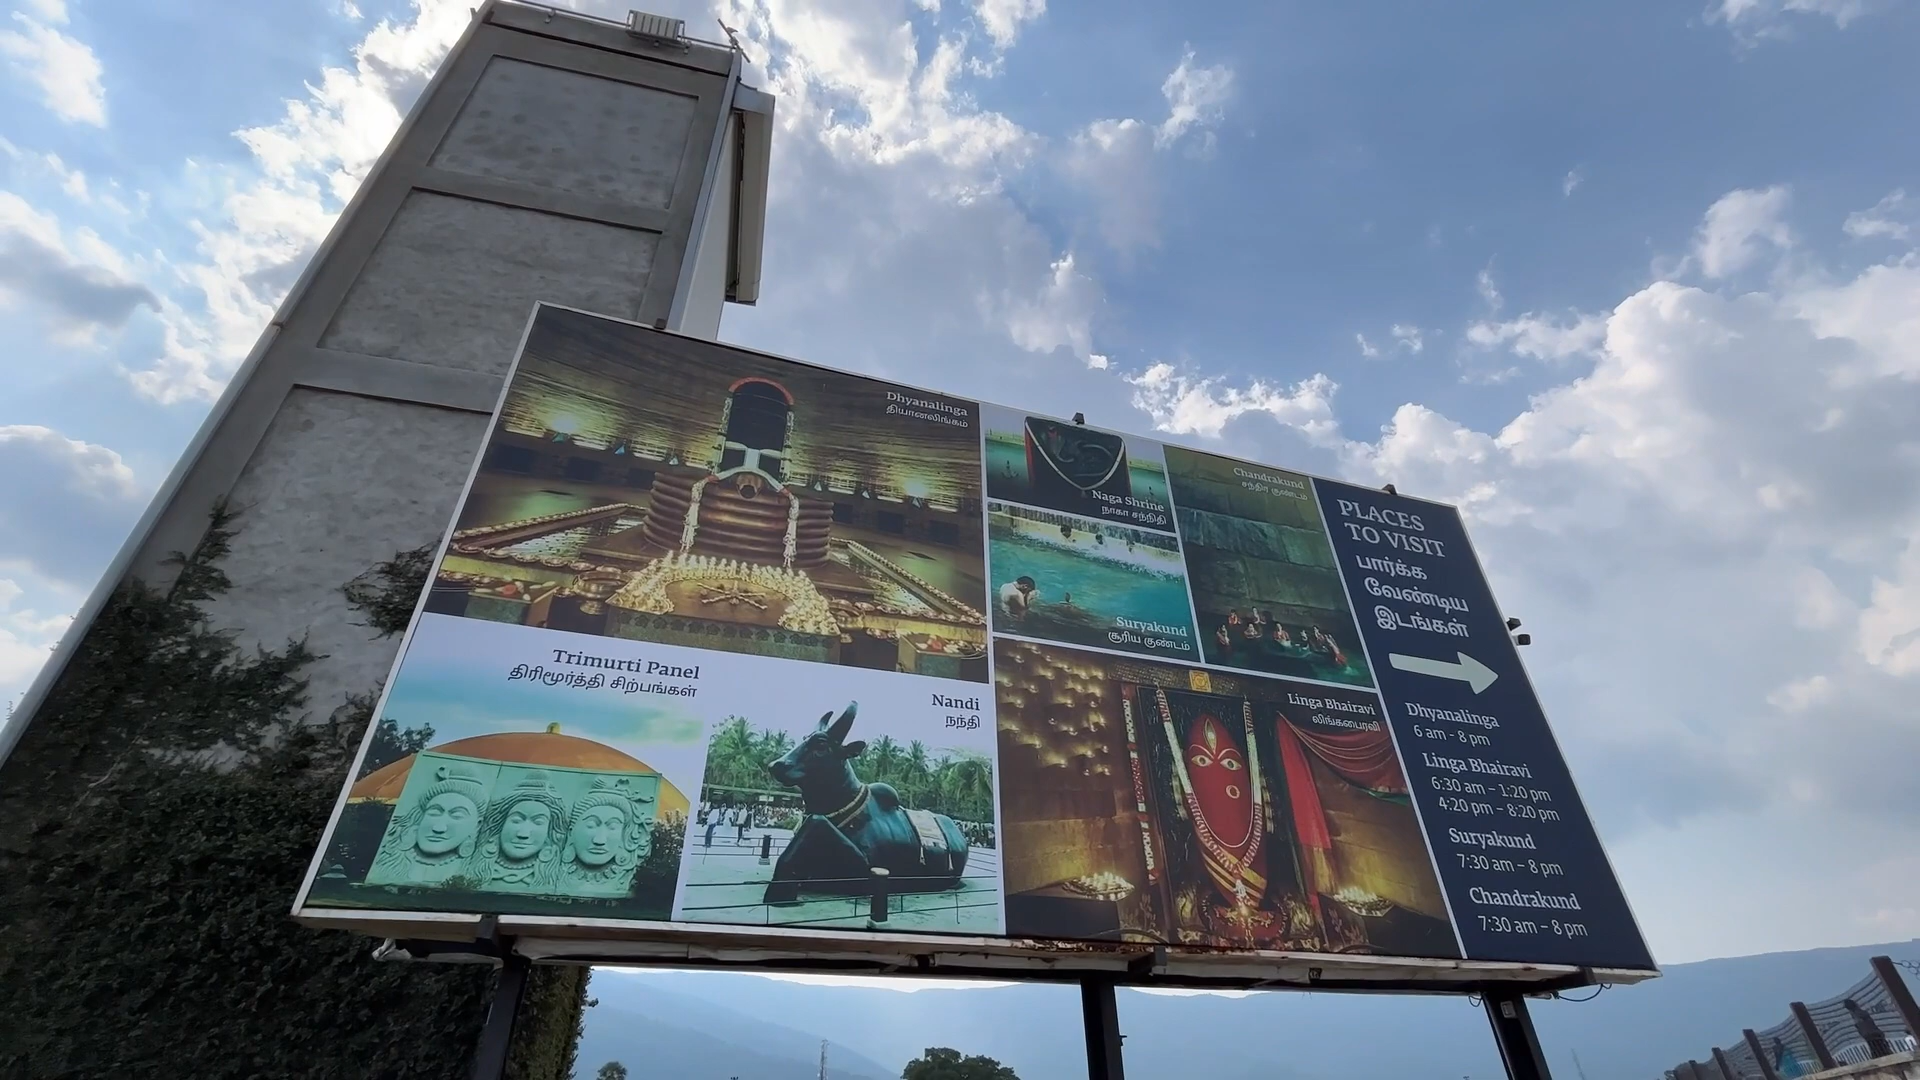 Dhyanalinga
தியானலிங்கம்
Naga Shrine
நாகா சந்நிதி
Suryakund
சூரிய குண்டம்
Chandrakund
சந்திர குண்டம்
Trimurti Panel
திரிமூர்த்தி சிற்பங்கள்
Nandi
நந்தி
Linga Bhairavi
லிங்கபைரவி
PLACES
TO VISIT
பார்க்க
வேண்டிய
இடங்கள்
Dhyanalinga
6 am - 8 pm
Linga Bhairavi
6:30 am – 1:20 pm
4:20 pm – 8:20 pm
Suryakund
7:30 am – 8 pm
Chandrakund
7:30 am – 8 pm